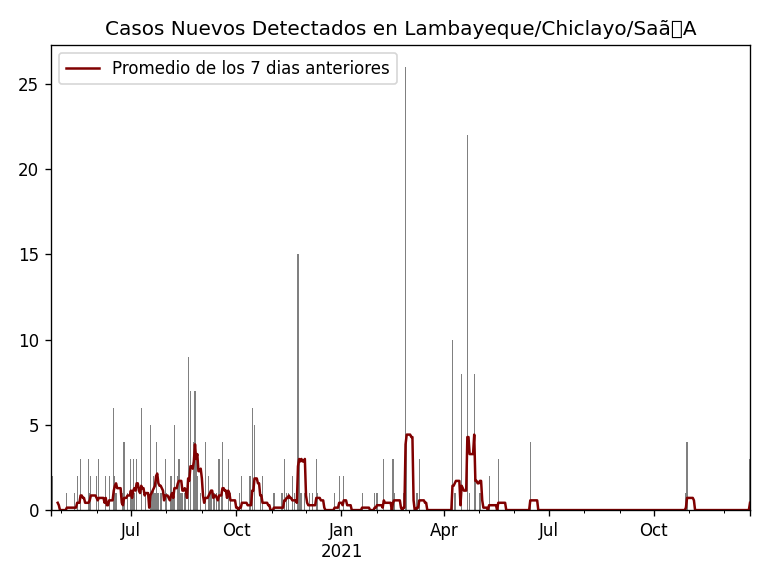 Casos Nuevos Detectados en Lambayeque/Chiclayo/Saã▯A
Promedio de los 7 dias anteriores
25
20
15
10
5
0
Jul Oct Jan Apr Jul Oct
2021